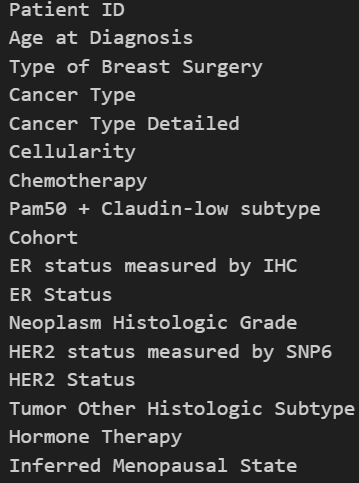 Patient ID
Age at Diagnosis
Type of Breast Surgery
Cancer Type
Cancer Type Detailed
Cellularity
Chemotherapy
Pam50 + Claudin-low subtype
Cohort
ER status measured by IHC
ER Status
Neoplasm Histologic Grade
HER2 status measured by SNP6
HER2 Status
Tumor Other Histologic Subtype
Hormone Therapy
Inferred Menopausal State